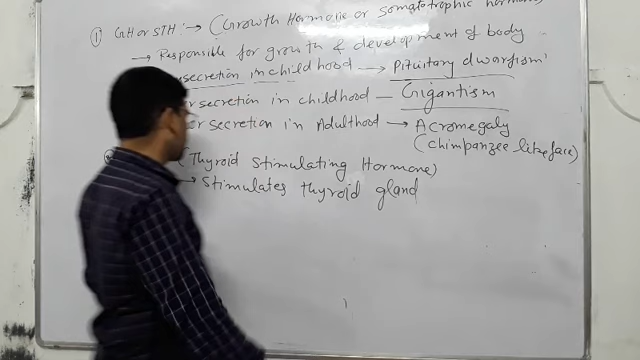 ① GH or STH :→ (Growth Hormone or Somatotrophic
→ Responsible for growth & development of body
secretion in childhood → Pituitary dwarfism
secretion in childhood — Gigantism
secretion in Adulthood → Acromegaly
(chimpanzee like face)
(Thyroid Stimulating Hormone)
→ Stimulates thyroid gland